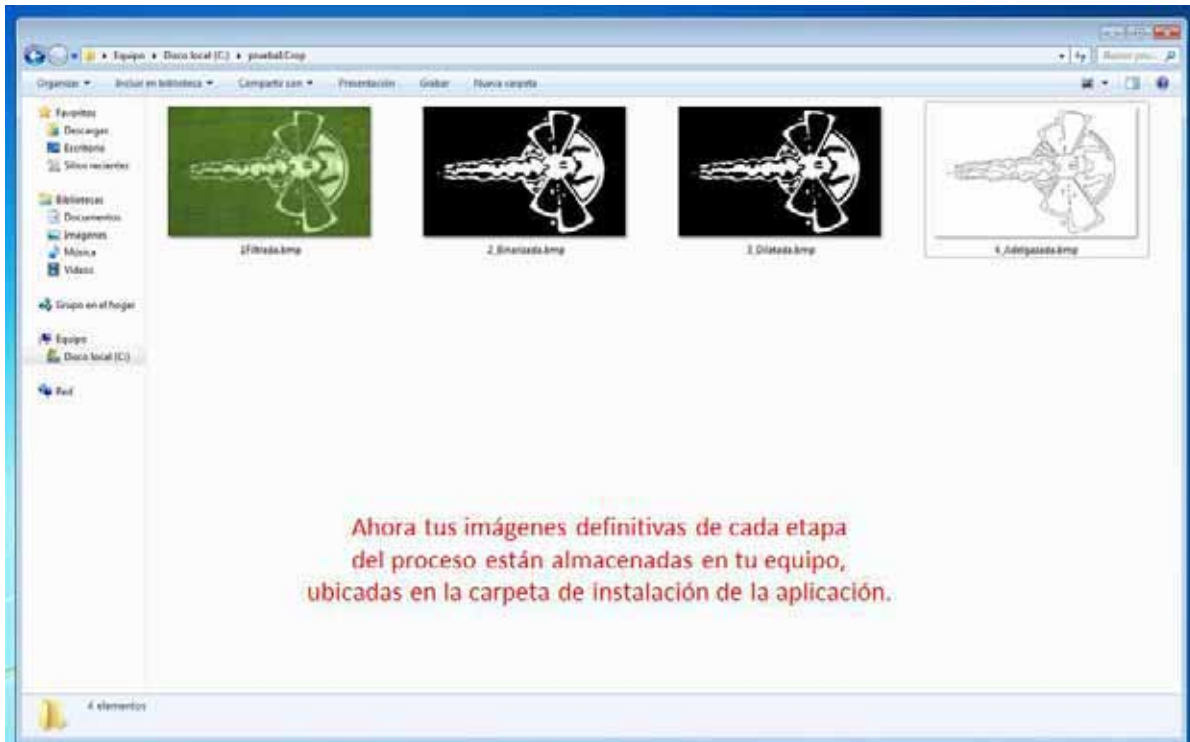 Equipo ▸ Disco local (C:) ▸ pruebaECrop
Organizar Incluir en biblioteca Compartir con Presentación Grabar Nueva carpeta
Favoritos
Descargas
Escritorio
Sitios recientes
Bibliotecas
Documentos
Imágenes
Música
Vídeos
Grupo en el hogar
Equipo
Disco local (C:)
Red
1Filtrada.bmp
2_Binarizada.bmp
3_Dilatada.bmp
4_Adelgazada.bmp
Ahora tus imágenes definitivas de cada etapa
del proceso están almacenadas en tu equipo,
ubicadas en la carpeta de instalación de la aplicación.
4 elementos